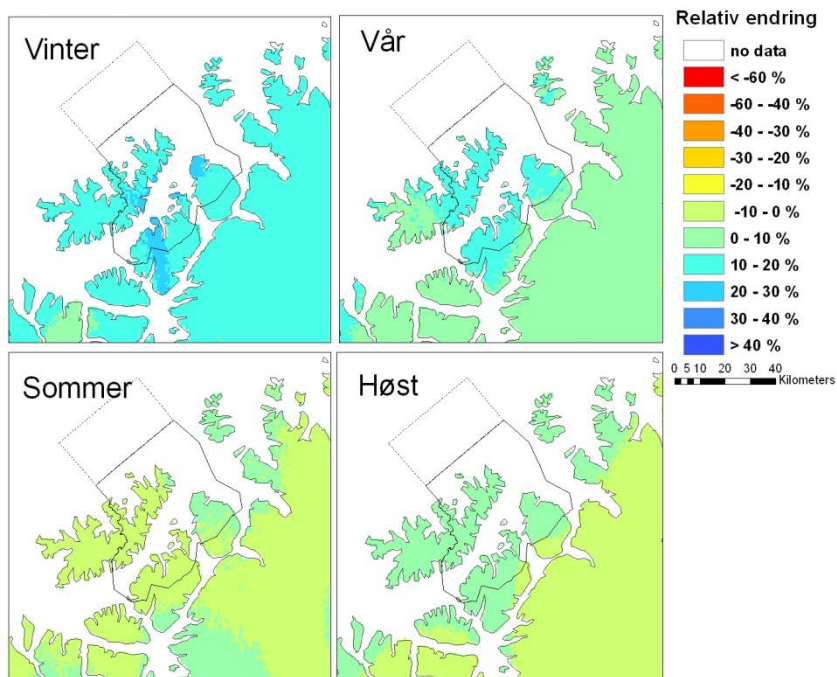 Vinter
Vår
Sommer
Høst
Relativ endring
no data
< -60 %
-60 - -40 %
-40 - -30 %
-30 - -20 %
-20 - -10 %
-10 - 0 %
0 - 10 %
10 - 20 %
20 - 30 %
30 - 40 %
> 40 %
0 5 10 20 30 40
Kilometers